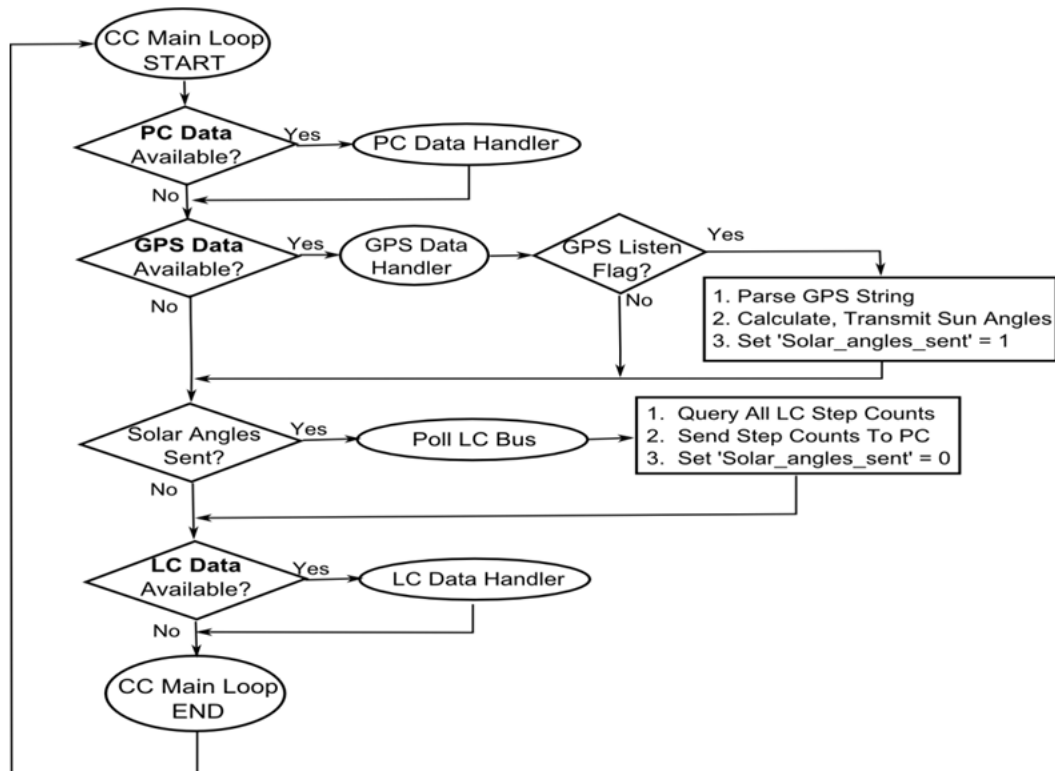 CC Main Loop
START
PC Data
Available?
Yes
PC Data Handler
No
GPS Data
Available?
Yes
GPS Data
Handler
GPS Listen
Flag?
Yes
No
No
1. Parse GPS String
2. Calculate, Transmit Sun Angles
3. Set 'Solar_angles_sent' = 1
Solar Angles
Sent?
Yes
Poll LC Bus
1. Query All LC Step Counts
2. Send Step Counts To PC
3. Set 'Solar_angles_sent' = 0
No
LC Data
Available?
Yes
LC Data Handler
No
CC Main Loop
END